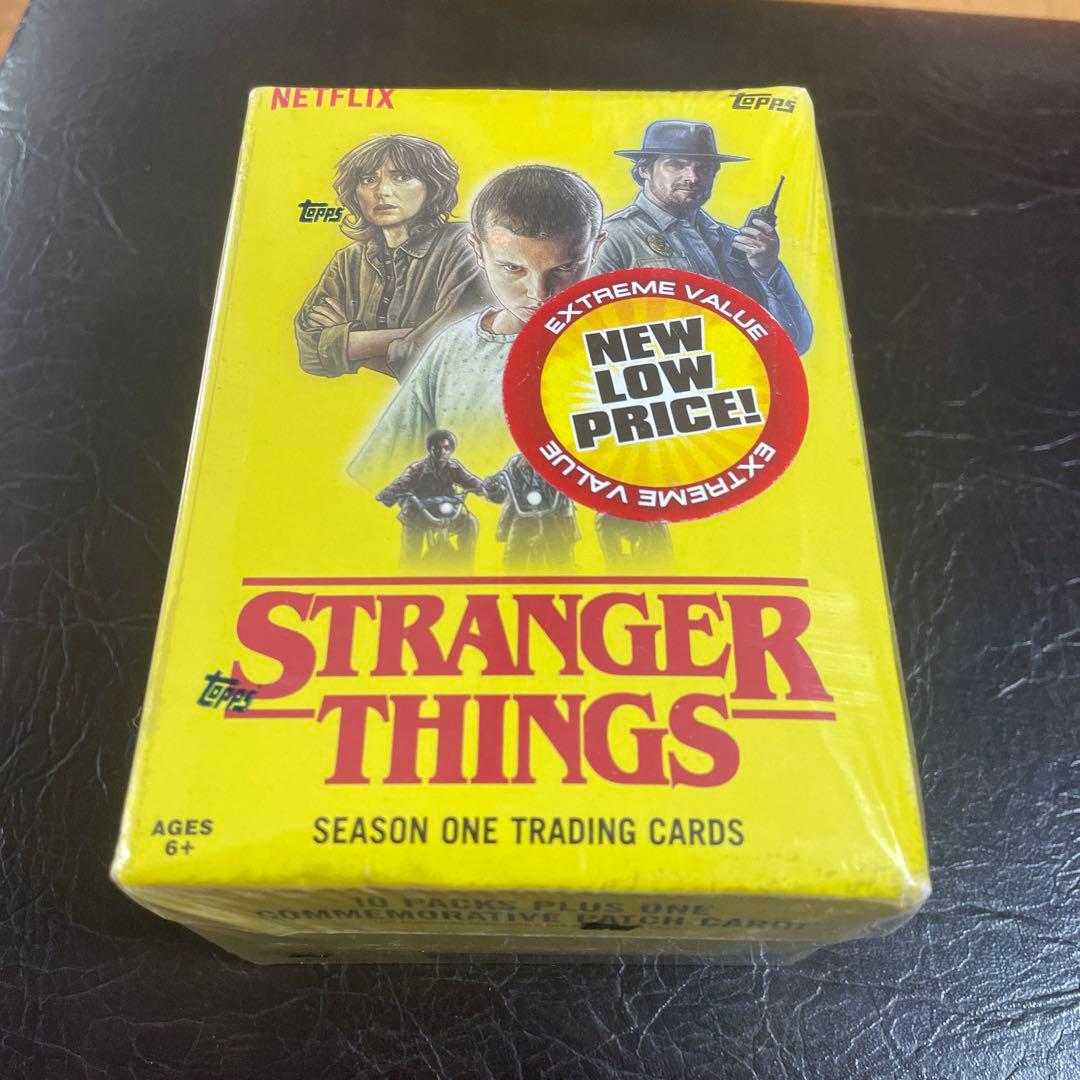 NETFLIX
Topps
Topps
EXTREME VALUE
NEW
LOW
PRICE!
EXTREME VALUE
STRANGER
Topps
THINGS
AGES
6+
SEASON ONE TRADING CARDS
10 PACKS PLUS ONE
COMMEMORATIVE PATCH CARD!